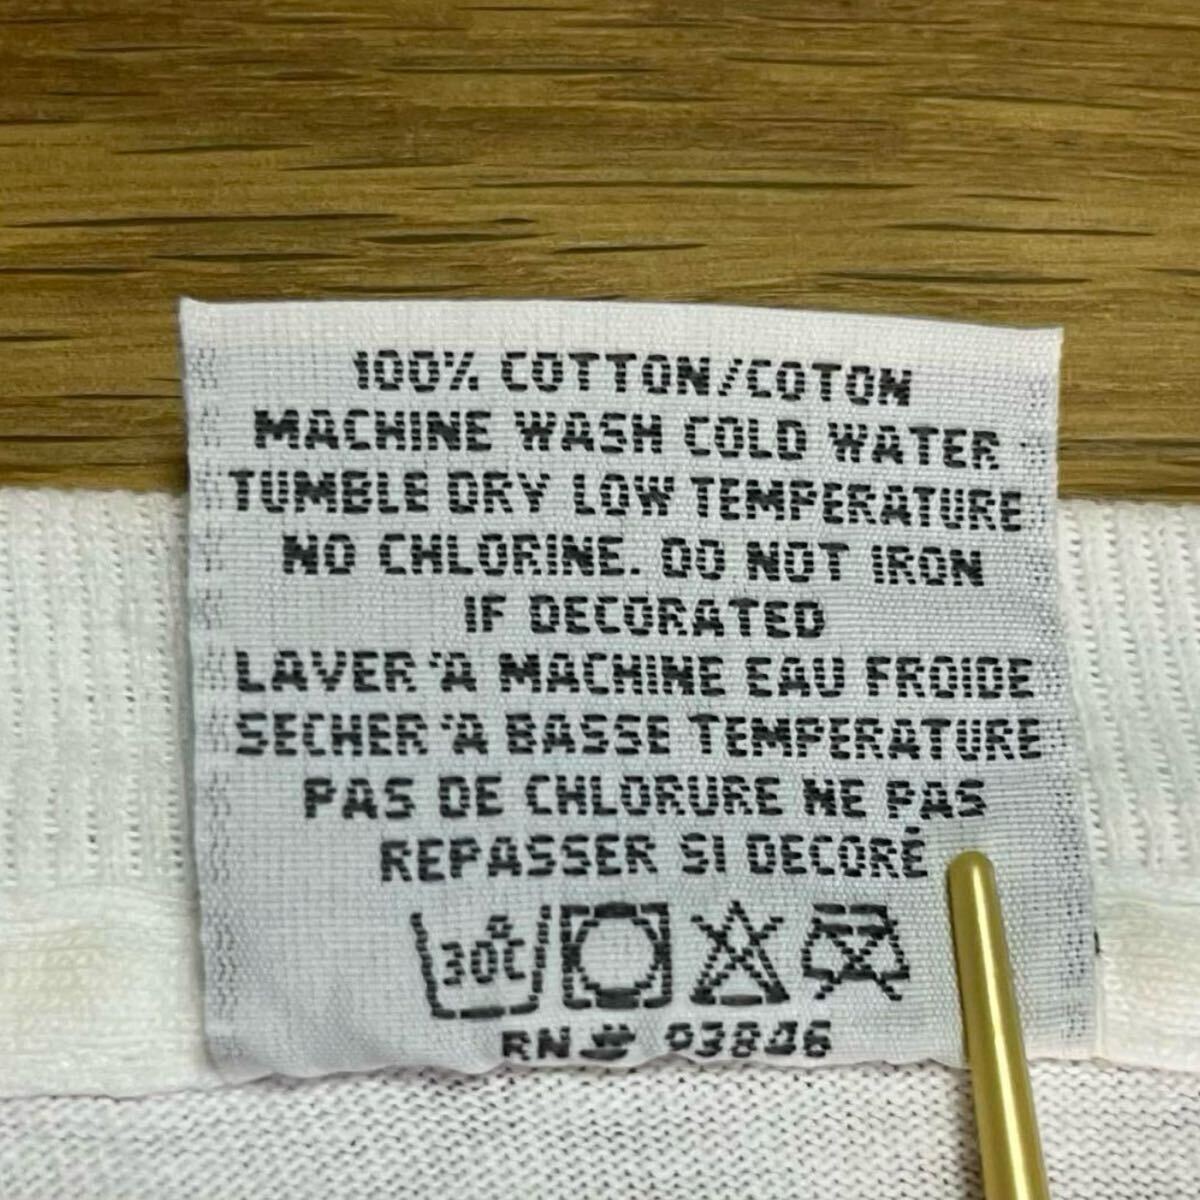 100% COTTON/COTON
MACHINE WASH COLD WATER
TUMBLE DRY LOW TEMPERATURE
NO CHLORINE. DO NOT IRON
IF DECORATED
LAVER 'A MACHINE EAU FROIDE
SECHER 'A BASSE TEMPERATURE
PAS DE CHLORURE NE PAS
REPASSER SI DECORÉ
30°C
RN# 93846